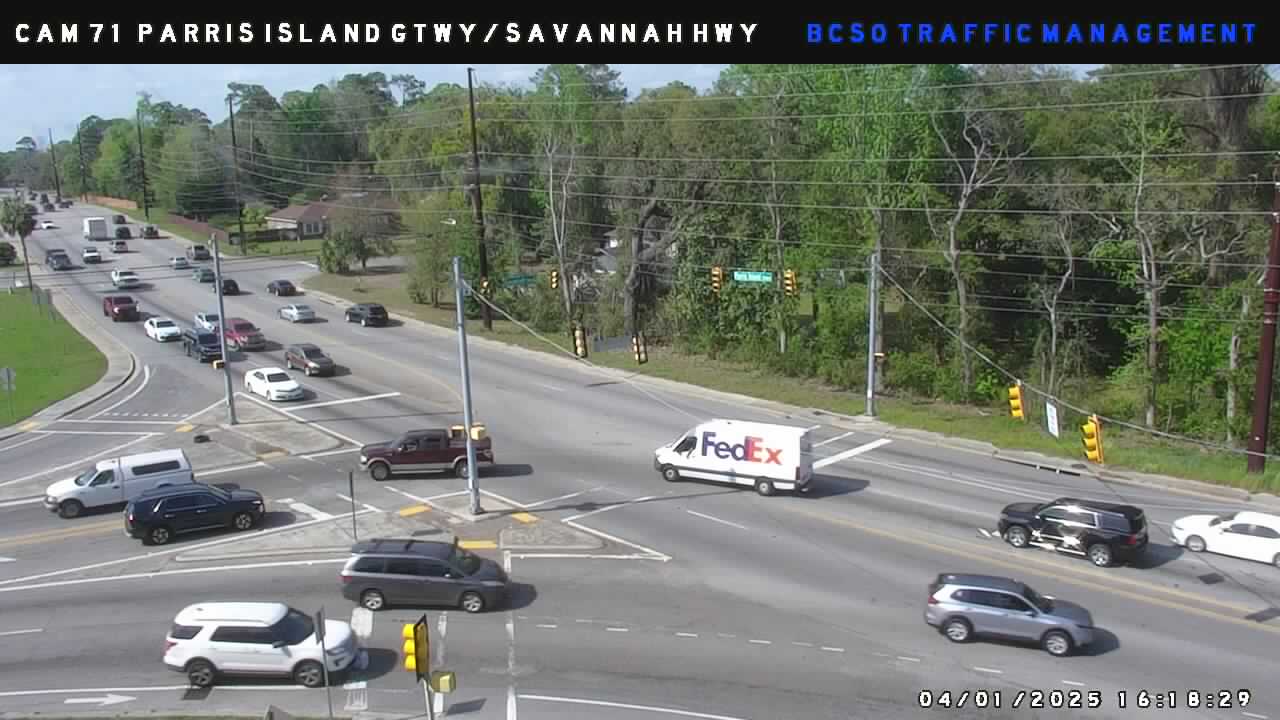 CAM 71 PARRIS ISLAND GTWY/SAVANNAH HWY BCSO TRAFFIC MANAGEMENT
FedEx
04/01/2025 16:18:29